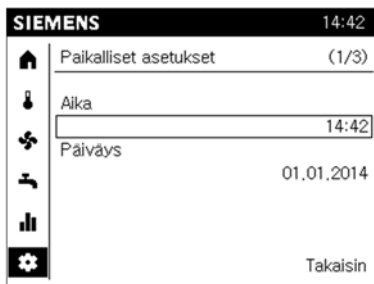 SIEMENS 14:42
Paikalliset asetukset (1/3)
Aika
14:42
Päiväys
01.01.2014
Takaisin